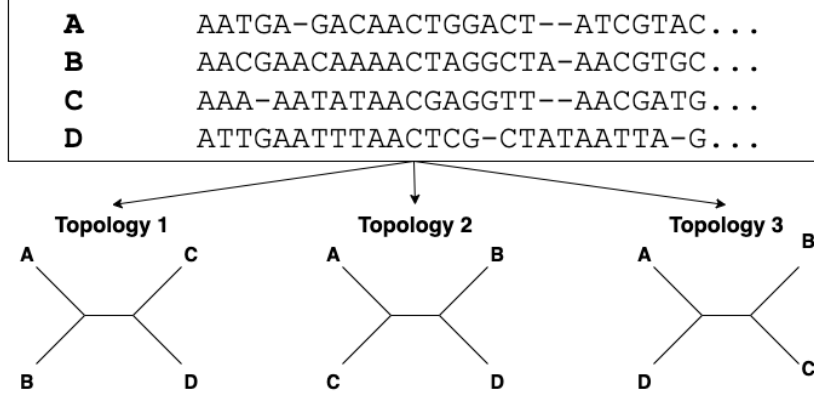 A AATGA-GACAACTGGACT--ATCGTAC...
B AACGAACAAAACTAGGCTA-AACGTGC...
C AAA-AATATAACGAGGTT--AACGATG...
D ATTGAATTTAACTCG-CTATAATTA-G...
Topology 1 Topology 2 Topology 3
A C A B A B
B D C D D C